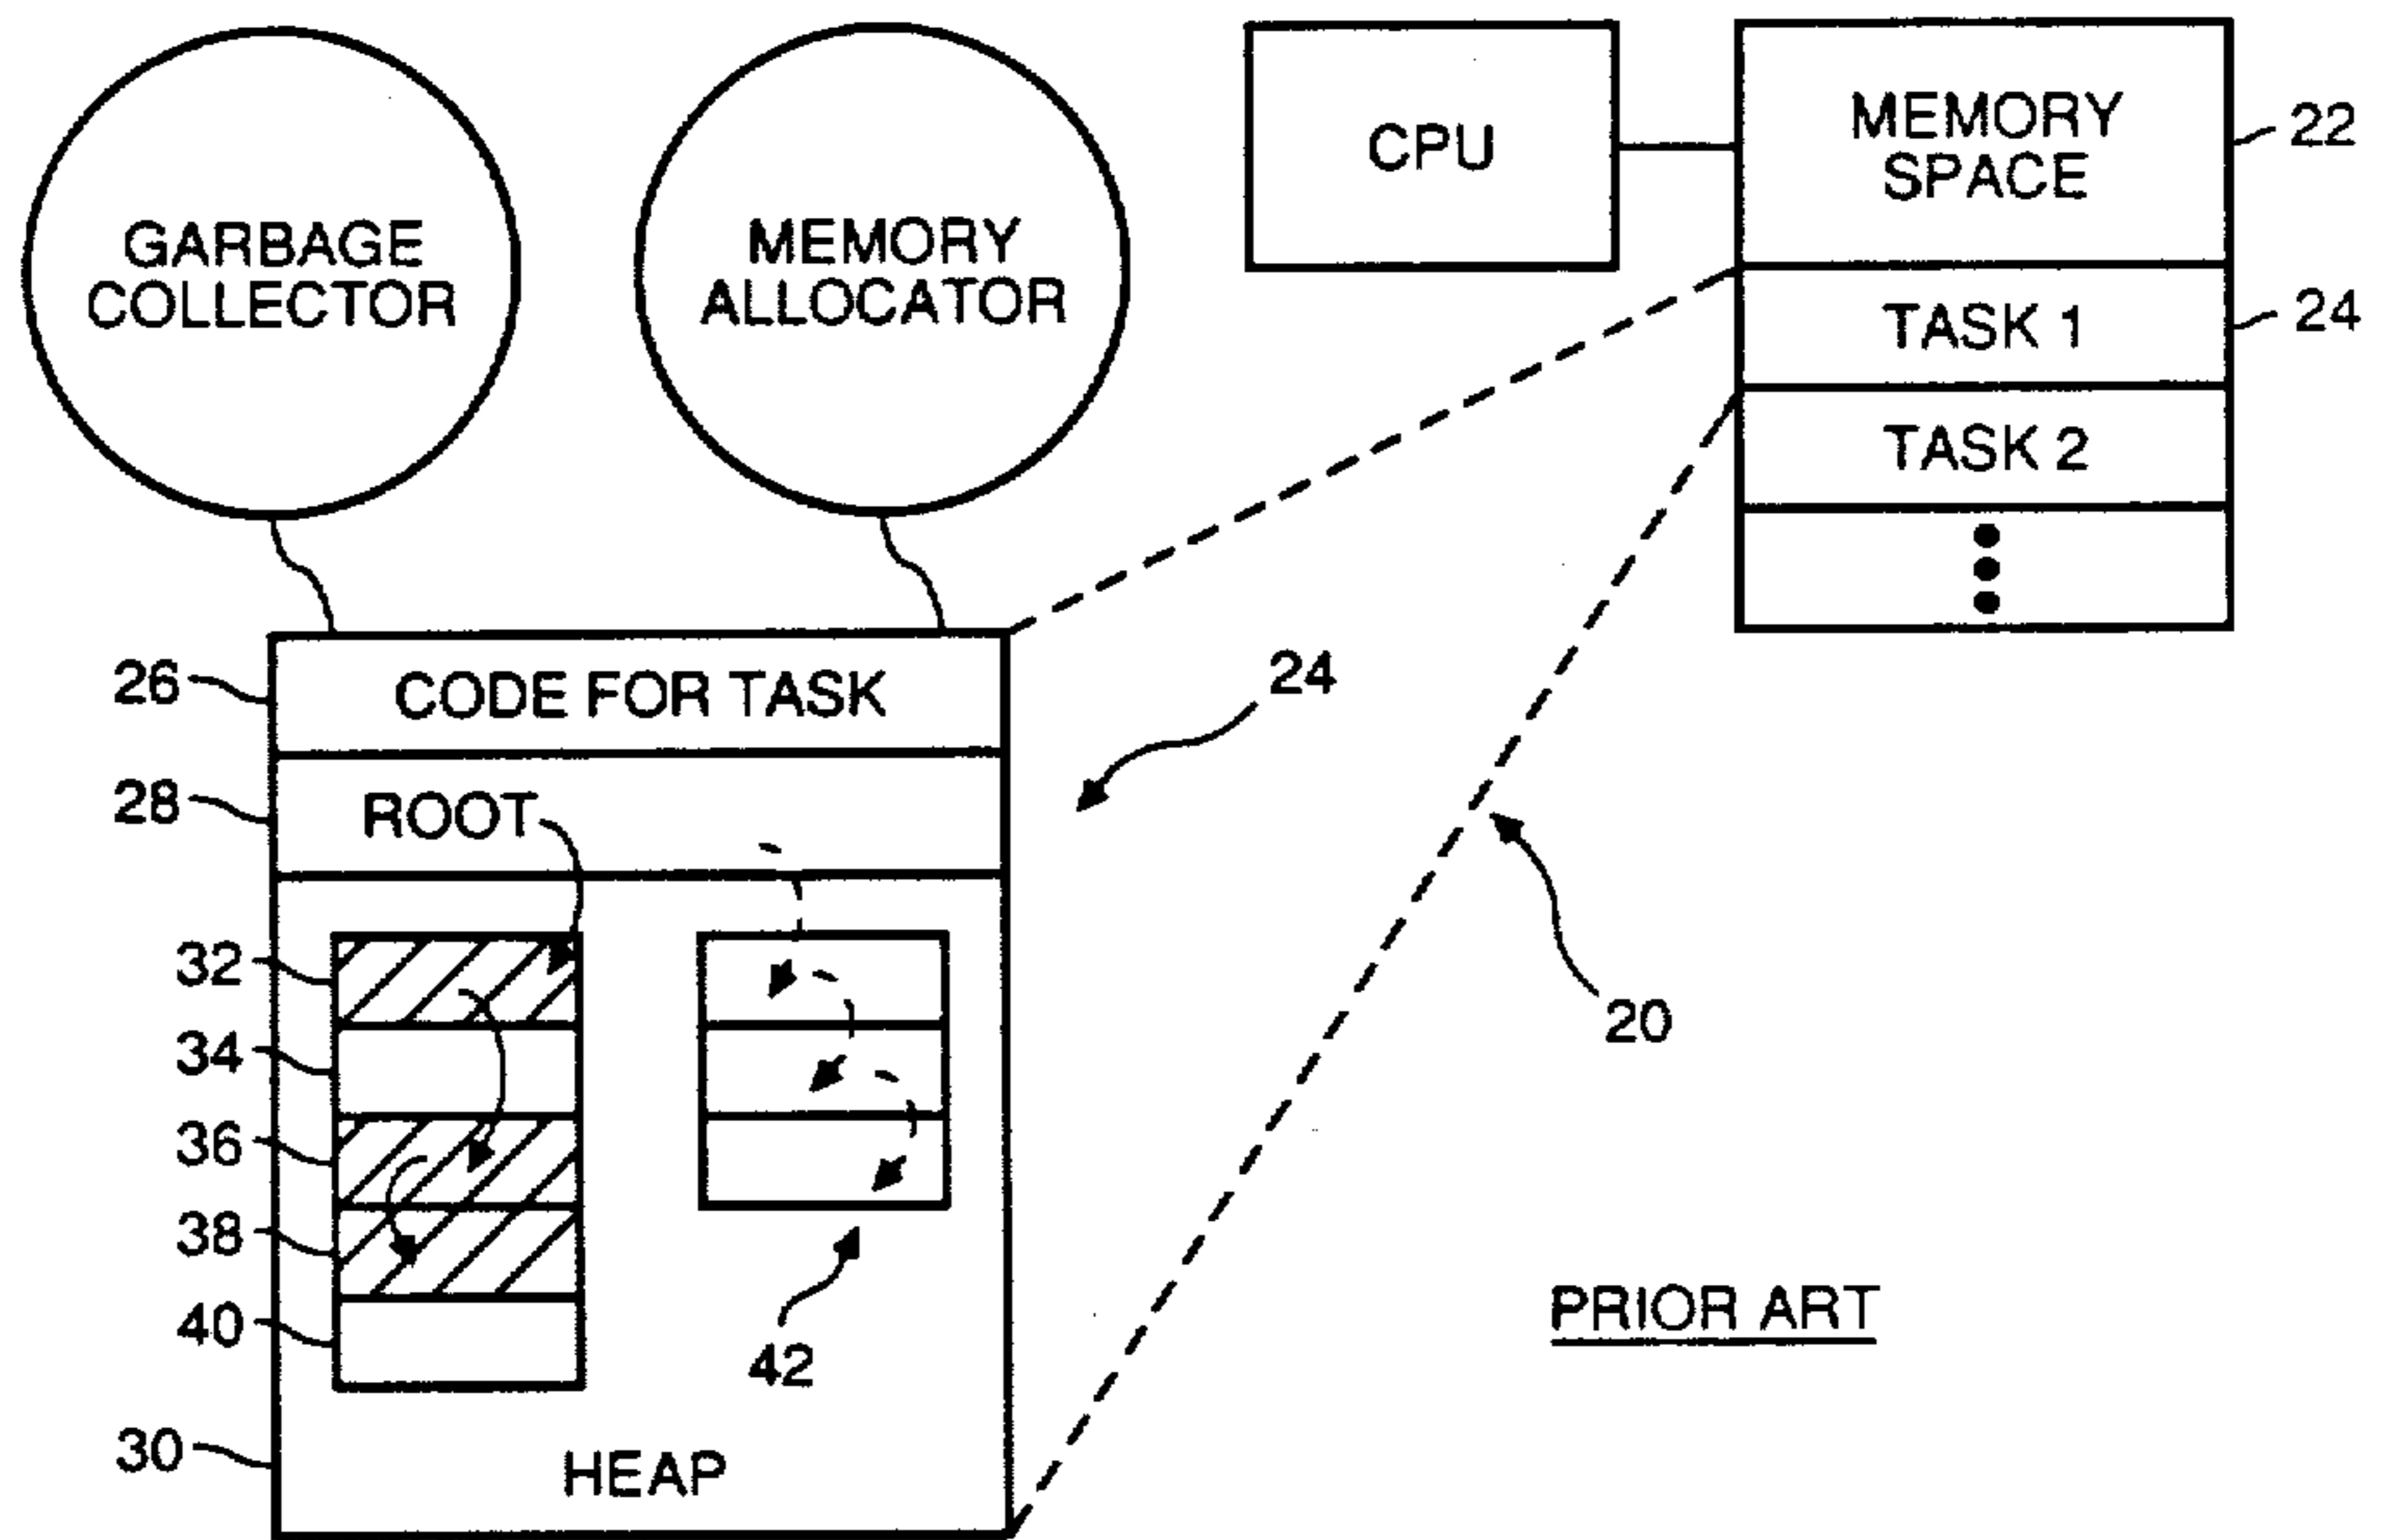 GARBAGE
COLLECTOR
MEMORY
ALLOCATOR
CPU
MEMORY
SPACE
22
TASK 1
24
TASK 2
26
CODE FOR TASK
24
28
ROOT
32
34
20
36
38
40
42
PRIOR ART
30
HEAP